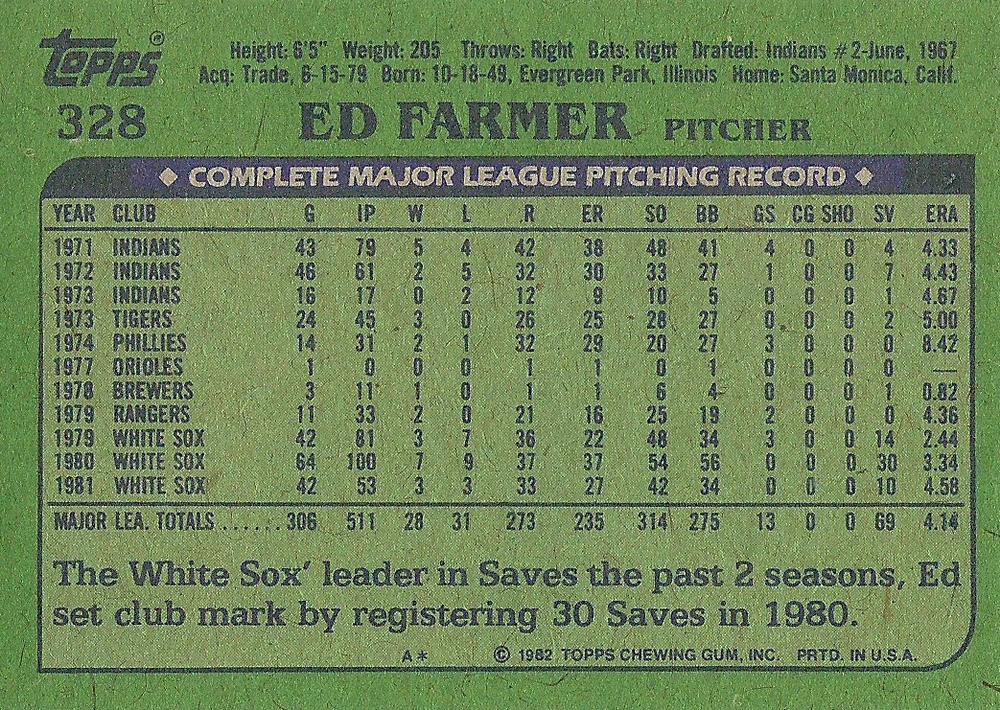 Topps®
Height: 6'5" Weight: 205 Throws: Right Bats: Right Drafted: Indians #2-June, 1967
Acq: Trade, 6-15-79 Born: 10-18-49, Evergreen Park, Illinois Home: Santa Monica, Calif.
328 ED FARMER PITCHER
◆ COMPLETE MAJOR LEAGUE PITCHING RECORD ◆
YEAR CLUB G IP W L R ER SO BB GS CG SHO SV ERA
1971 INDIANS 43 79 5 4 42 38 48 41 4 0 0 4 4.33
1972 INDIANS 46 61 2 5 32 30 33 27 1 0 0 7 4.43
1973 INDIANS 16 17 0 2 12 9 10 5 0 0 0 1 4.67
1973 TIGERS 24 45 3 0 26 25 28 27 0 0 0 2 5.00
1974 PHILLIES 14 31 2 1 32 29 20 27 3 0 0 0 8.42
1977 ORIOLES 1 0 0 0 1 1 0 1 0 0 0 0 —
1978 BREWERS 3 11 1 0 1 1 6 4 0 0 0 1 0.82
1979 RANGERS 11 33 2 0 21 16 25 19 2 0 0 0 4.36
1979 WHITE SOX 42 81 3 7 36 22 48 34 3 0 0 14 2.44
1980 WHITE SOX 64 100 7 9 37 37 54 56 0 0 0 30 3.34
1981 WHITE SOX 42 53 3 3 33 27 42 34 0 0 0 10 4.58
MAJOR LEA. TOTALS......306 511 28 31 273 235 314 275 13 0 0 69 4.14
The White Sox' leader in Saves the past 2 seasons, Ed
set club mark by registering 30 Saves in 1980.
A* © 1982 TOPPS CHEWING GUM, INC. PRTD. IN U.S.A.